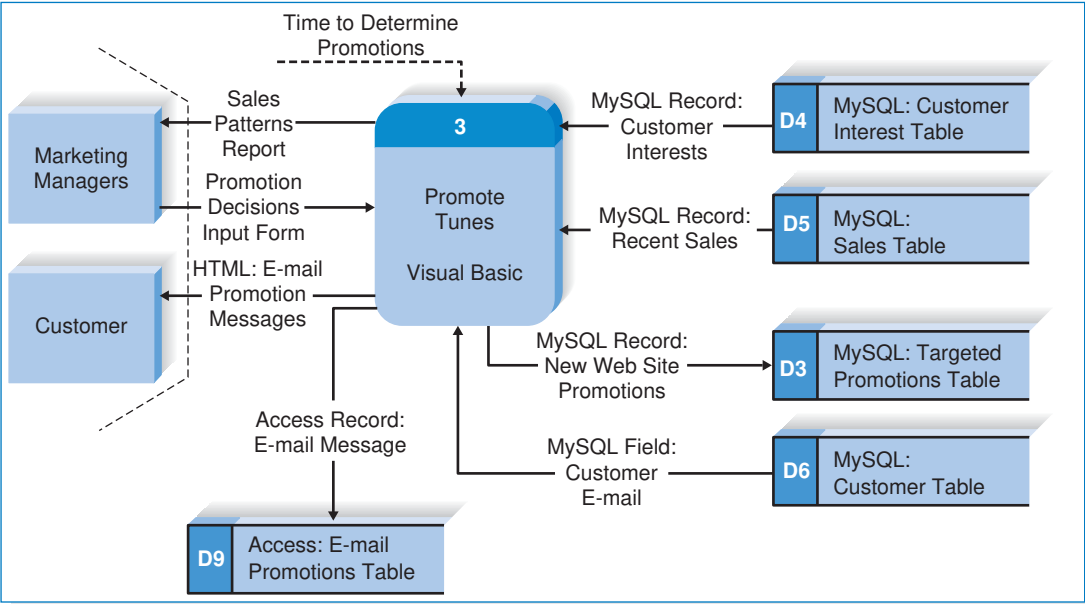 Time to Determine
Promotions
Sales
Patterns
Report
Marketing
Managers
Promotion
Decisions
Input Form
3
Promote
Tunes
Visual Basic
MySQL Record:
Customer
Interests
D4
MySQL: Customer
Interest Table
MySQL Record:
Recent Sales
D5
MySQL:
Sales Table
HTML: E-mail
Promotion
Messages
Customer
MySQL Record:
New Web Site
Promotions
D3
MySQL: Targeted
Promotions Table
Access Record:
E-mail Message
MySQL Field:
Customer
E-mail
D6
MySQL:
Customer Table
D9
Access: E-mail
Promotions Table